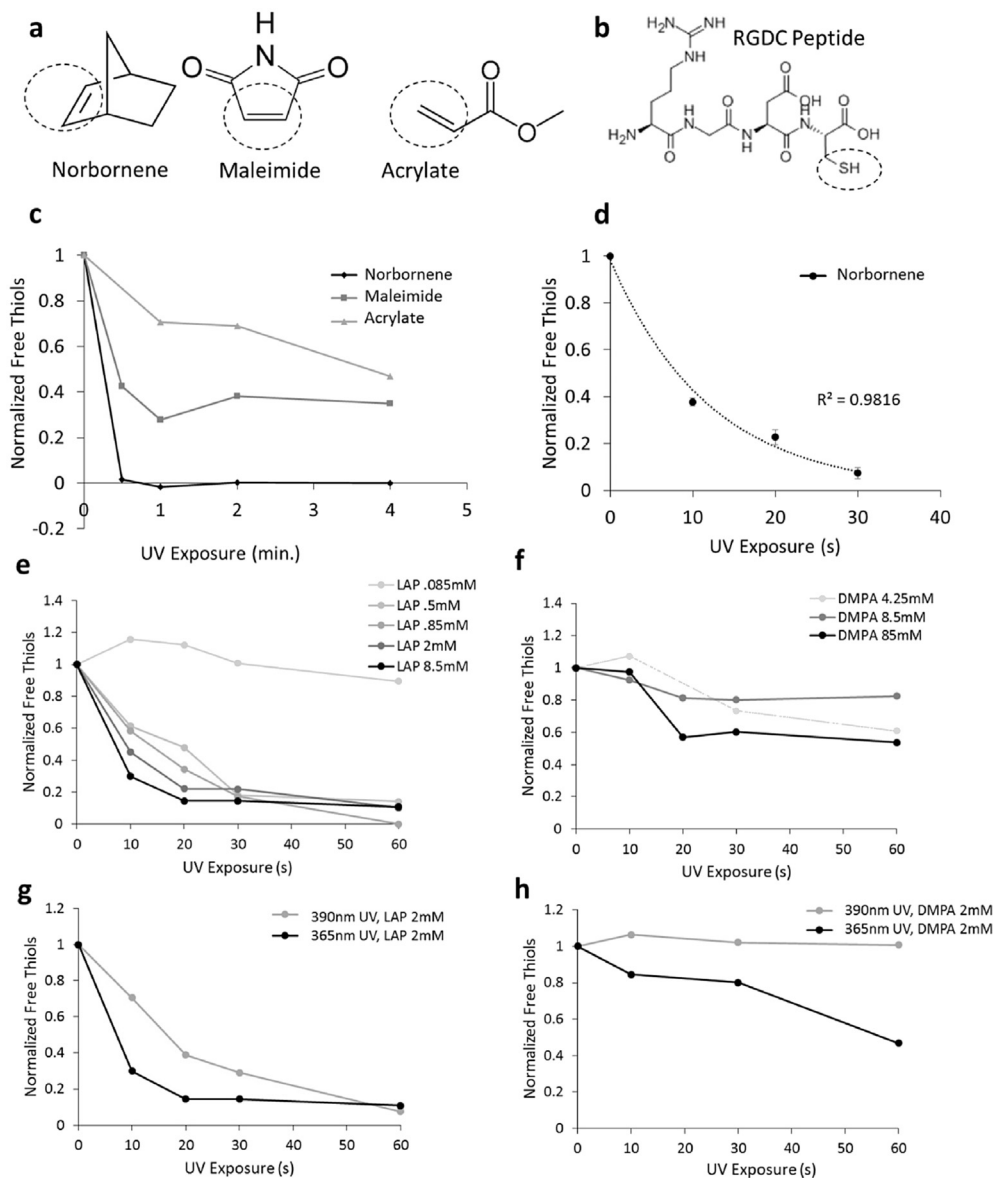 a
b
H
N
O
O
O
O
Norbornene
Maleimide
Acrylate
RGDC Peptide
H₂N
NH
NH
O
OH
H₂N
H
N
O
O
N
H
O
H
N
O
OH
SH
c
Normalized Free Thiols
1
0.8
0.6
0.4
0.2
0
-0.2
0
1
2
3
4
5
UV Exposure (min.)
Norbornene
Maleimide
Acrylate
d
Normalized Free Thiols
1
0.8
0.6
0.4
0.2
0
0
10
20
30
40
UV Exposure (s)
Norbornene
R² = 0.9816
e
Normalized Free Thiols
1.4
1.2
1
0.8
0.6
0.4
0.2
0
0
10
20
30
40
50
60
UV Exposure (s)
LAP .085mM
LAP .5mM
LAP .85mM
LAP 2mM
LAP 8.5mM
f
Normalized Free Thiols
1.4
1.2
1
0.8
0.6
0.4
0.2
0
0
10
20
30
40
50
60
UV Exposure (s)
DMPA 4.25mM
DMPA 8.5mM
DMPA 85mM
g
Normalized Free Thiols
1.2
1
0.8
0.6
0.4
0.2
0
0
10
20
30
40
50
60
UV Exposure (s)
390nm UV, LAP 2mM
365nm UV, LAP 2mM
h
Normalized Free Thiols
1.2
1
0.8
0.6
0.4
0.2
0
0
10
20
30
40
50
60
UV Exposure (s)
390nm UV, DMPA 2mM
365nm UV, DMPA 2mM